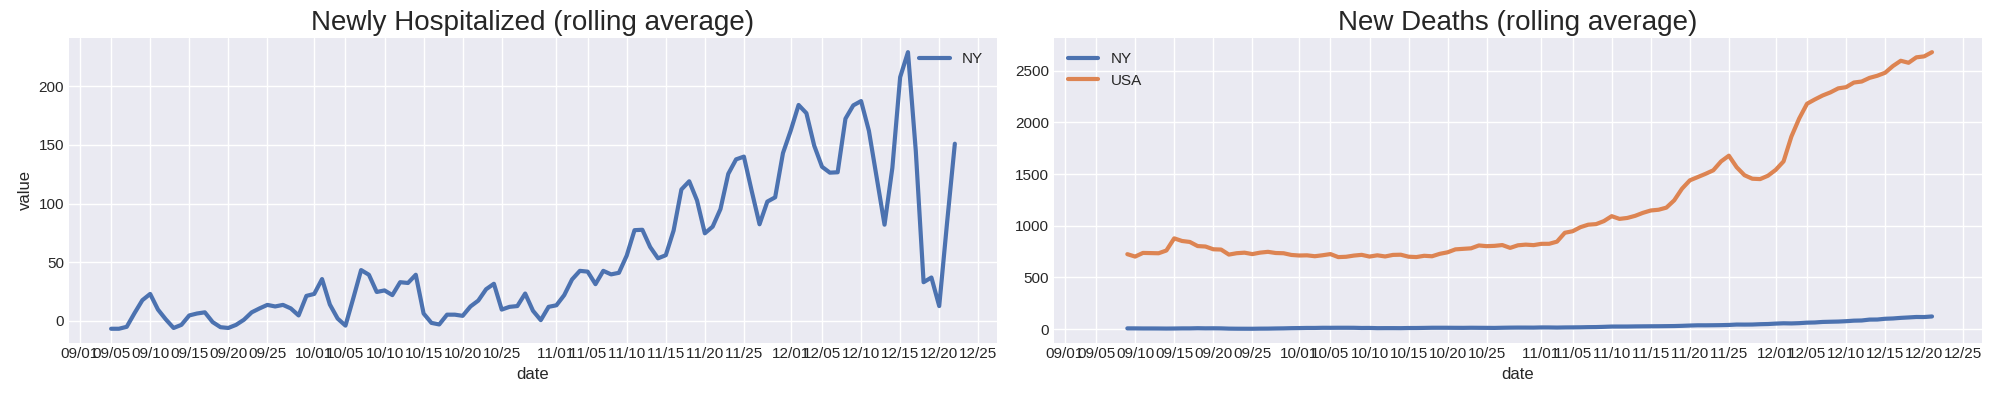 Newly Hospitalized (rolling average)
NY
200
150
100
50
0
value
09/01 09/05 09/10 09/15 09/20 09/25 10/01 10/05 10/10 10/15 10/20 10/25 11/01 11/05 11/10 11/15 11/20 11/25 12/01 12/05 12/10 12/15 12/20 12/25
date
New Deaths (rolling average)
NY
USA
2500
2000
1500
1000
500
0
09/01 09/05 09/10 09/15 09/20 09/25 10/01 10/05 10/10 10/15 10/20 10/25 11/01 11/05 11/10 11/15 11/20 11/25 12/01 12/05 12/10 12/15 12/20 12/25
date